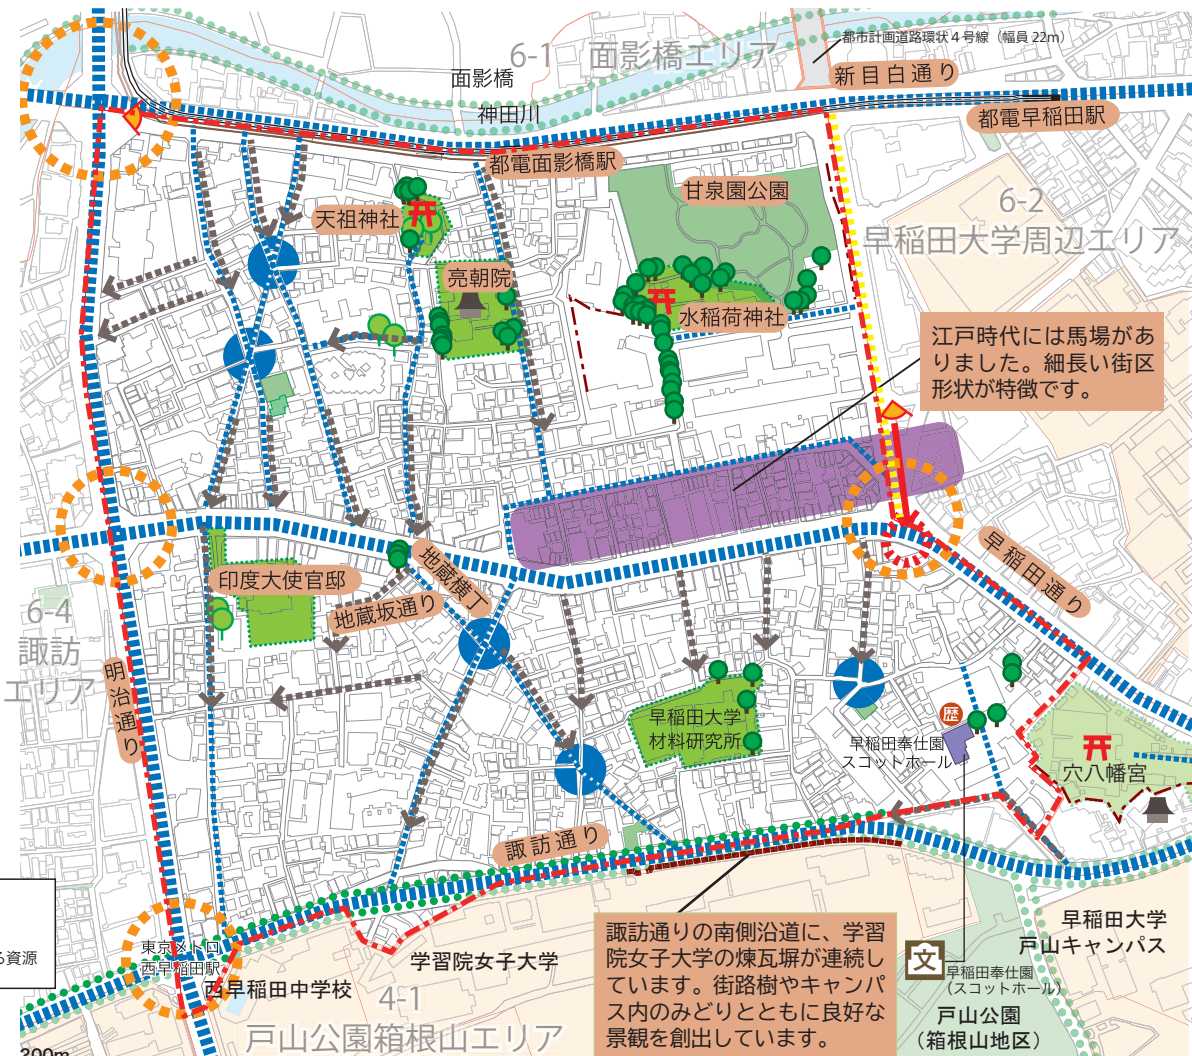 都市計画道路環状４号線（幅員 22m）
6-1　面影橋エリア
面影橋
新目白通り
神田川
都電早稲田駅
都電面影橋駅
甘泉園公園
天祖神社
6-2
早稲田大学周辺エリア
亮朝院
水稲荷神社
江戸時代には馬場があ
りました。細長い街区
形状が特徴です。
早稲田通り
地蔵横丁
印度大使官邸
地蔵坂通り
6-4
諏訪
エリア
明治通り
早稲田大学
材料研究所
歴
早稲田奉仕園
スコットホール
穴八幡宮
諏訪通り
る資源
東京メトロ
西早稲田駅
西早稲田中学校
学習院女子大学
4-1
戸山公園箱根山エリア
諏訪通りの南側沿道に、学習
院女子大学の煉瓦塀が連続し
ています。街路樹やキャンパ
ス内のみどりとともに良好な
景観を創出しています。
文
早稲田奉仕園
（スコットホール）
早稲田大学
戸山キャンパス
戸山公園
（箱根山地区）
300m